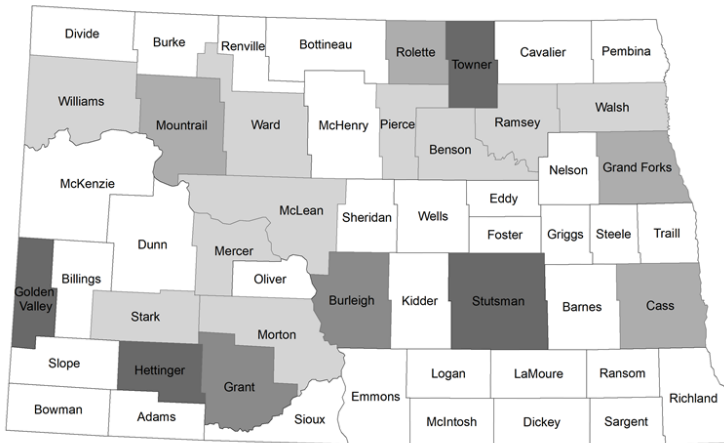 Divide
Burke
Renville
Bottineau
Rolette
Towner
Cavalier
Pembina
Williams
Mountrail
Ward
McHenry
Pierce
Benson
Ramsey
Walsh
McKenzie
Nelson
Grand Forks
McLean
Sheridan
Wells
Eddy
Foster
Griggs
Steele
Traill
Dunn
Mercer
Oliver
Golden
Valley
Billings
Stark
Morton
Burleigh
Kidder
Stutsman
Barnes
Cass
Slope
Hettinger
Grant
Bowman
Adams
Sioux
Emmons
Logan
LaMoure
Ransom
Richland
McIntosh
Dickey
Sargent